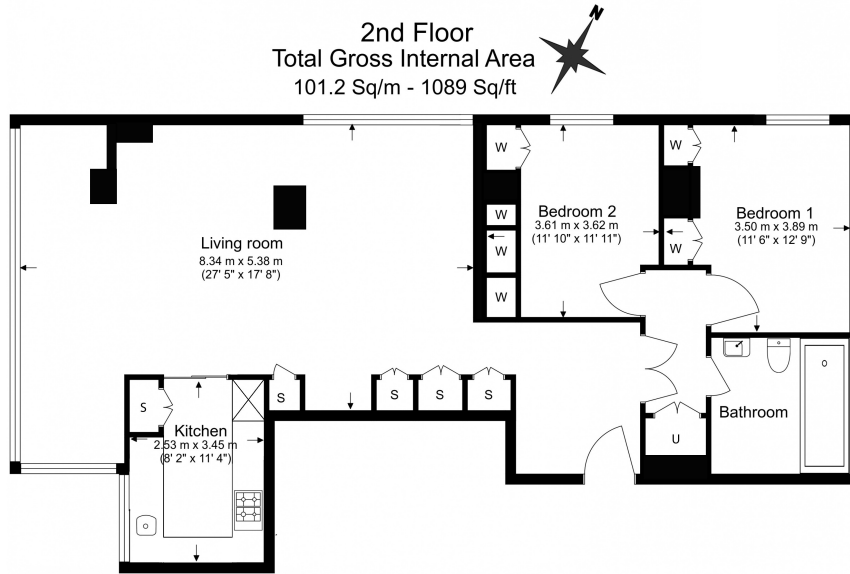 N
2nd Floor
Total Gross Internal Area
101.2 Sq/m - 1089 Sq/ft
W
W
W
W
Bedroom 2
3.61 m x 3.62 m
(11' 10" x 11' 11")
W
W
Bedroom 1
3.50 m x 3.89 m
(11' 6" x 12' 9")
Living room
8.34 m x 5.38 m
(27' 5" x 17' 8")
S
S
S
S
S
Kitchen
2.53 m x 3.45 m
(8' 2" x 11' 4")
Bathroom
U